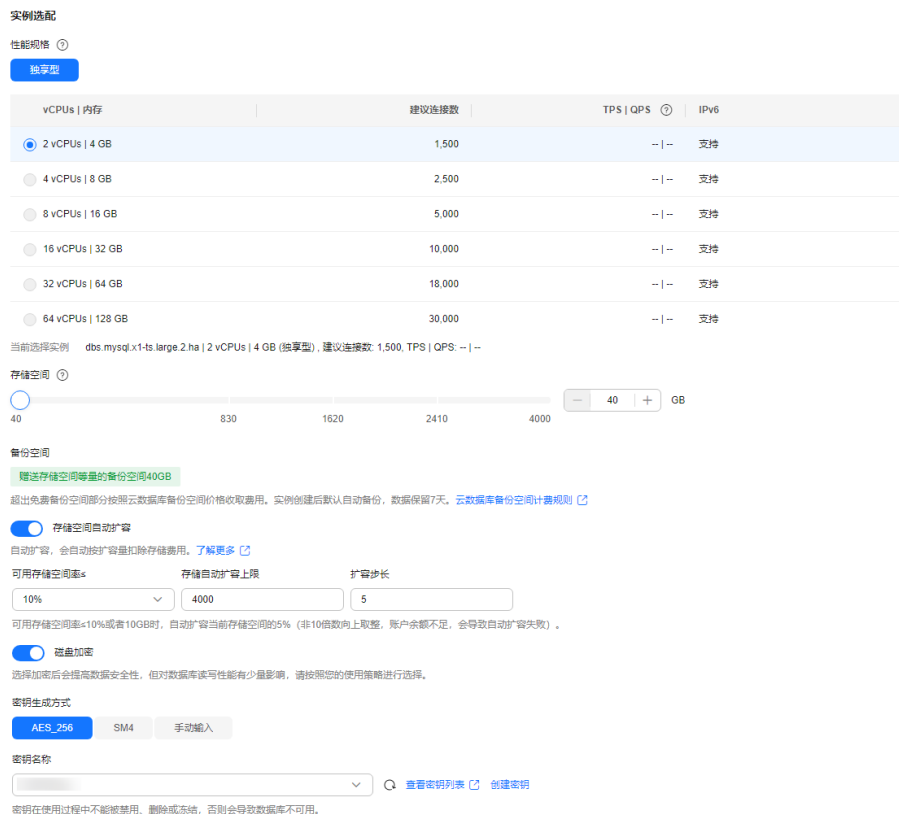 实例选配
性能规格
独享型
vCPUs | 内存 建议连接数 TPS | QPS IPv6
2 vCPUs | 4 GB 1,500 -- | -- 支持
4 vCPUs | 8 GB 2,500 -- | -- 支持
8 vCPUs | 16 GB 5,000 -- | -- 支持
16 vCPUs | 32 GB 10,000 -- | -- 支持
32 vCPUs | 64 GB 18,000 -- | -- 支持
64 vCPUs | 128 GB 30,000 -- | -- 支持
当前选择实例 dbs.mysql.x1-ts.large.2.ha | 2 vCPUs | 4 GB (独享型) , 建议连接数: 1,500, TPS | QPS: -- | --
存储空间
40 GB
40 830 1620 2410 4000
备份空间
赠送存储空间等量的备份空间40GB
超出免费备份空间部分按照云数据库备份空间价格收取费用。实例创建后默认自动备份，数据保留7天。云数据库备份空间计费规则
存储空间自动扩容
自动扩容，会自动按扩容量扣除存储费用。了解更多
可用存储空间率≤ 存储自动扩容上限 扩容步长
10% 4000 5
可用存储空间率≤10%或者10GB时，自动扩容当前存储空间的5%（非10倍数向上取整，账户余额不足，会导致自动扩容失败）。
磁盘加密
选择加密后会提高数据安全性，但对数据库读写性能有少量影响，请按照您的使用策略进行选择。
密钥生成方式
AES_256 SM4 手动输入
密钥名称
查看密钥列表 创建密钥
密钥在使用过程中不能被禁用、删除或冻结，否则会导致数据库不可用。